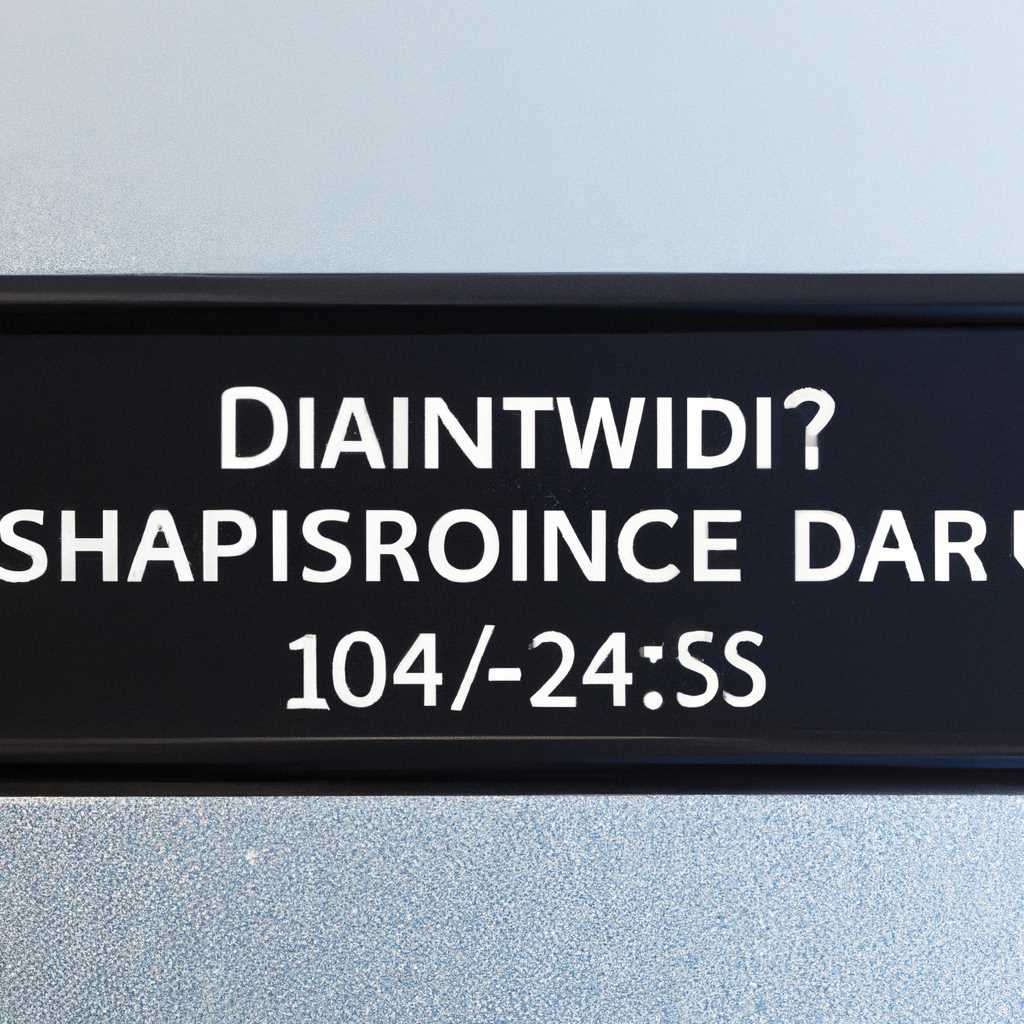 DIAINTWIDI?
SHAPISROINCE DAR
104/-24:SS